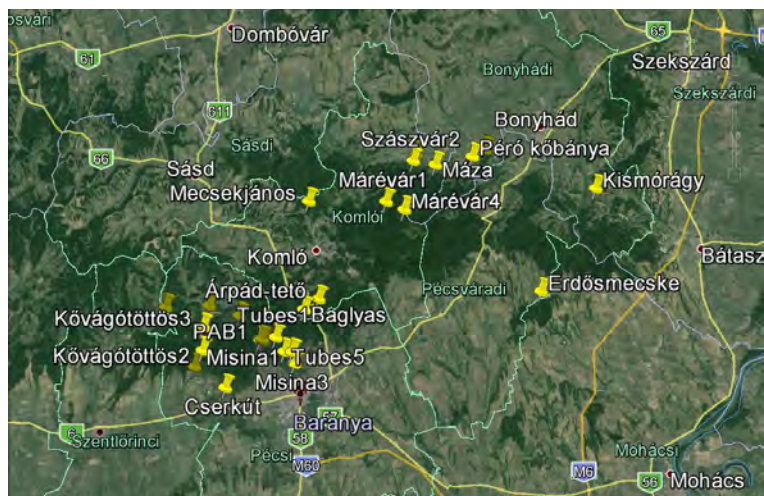 osvári
Dombóvár
65
61
Szekszárd
Bonyhádi
Szekszárdi
611
Bonyhád
Sásdi
Szászvár2
Péró kőbánya
66
Sásd
Máza
Kismórágy
Mecsekjános
Márévár1
Komlói
Márévár4
Komló
Bátasz
Pécsváradi
Erdősmecske
Árpád-tető
Kővágótöttös3
Tubes1
Báglyas
PAB1
Kővágótöttös2
Misina1
Tubes5
Misina3
Cserkút
57
Baranya
6
Szentlőrinci
58
Pécsi
M60
Mohácsi
M6
56
Mohács